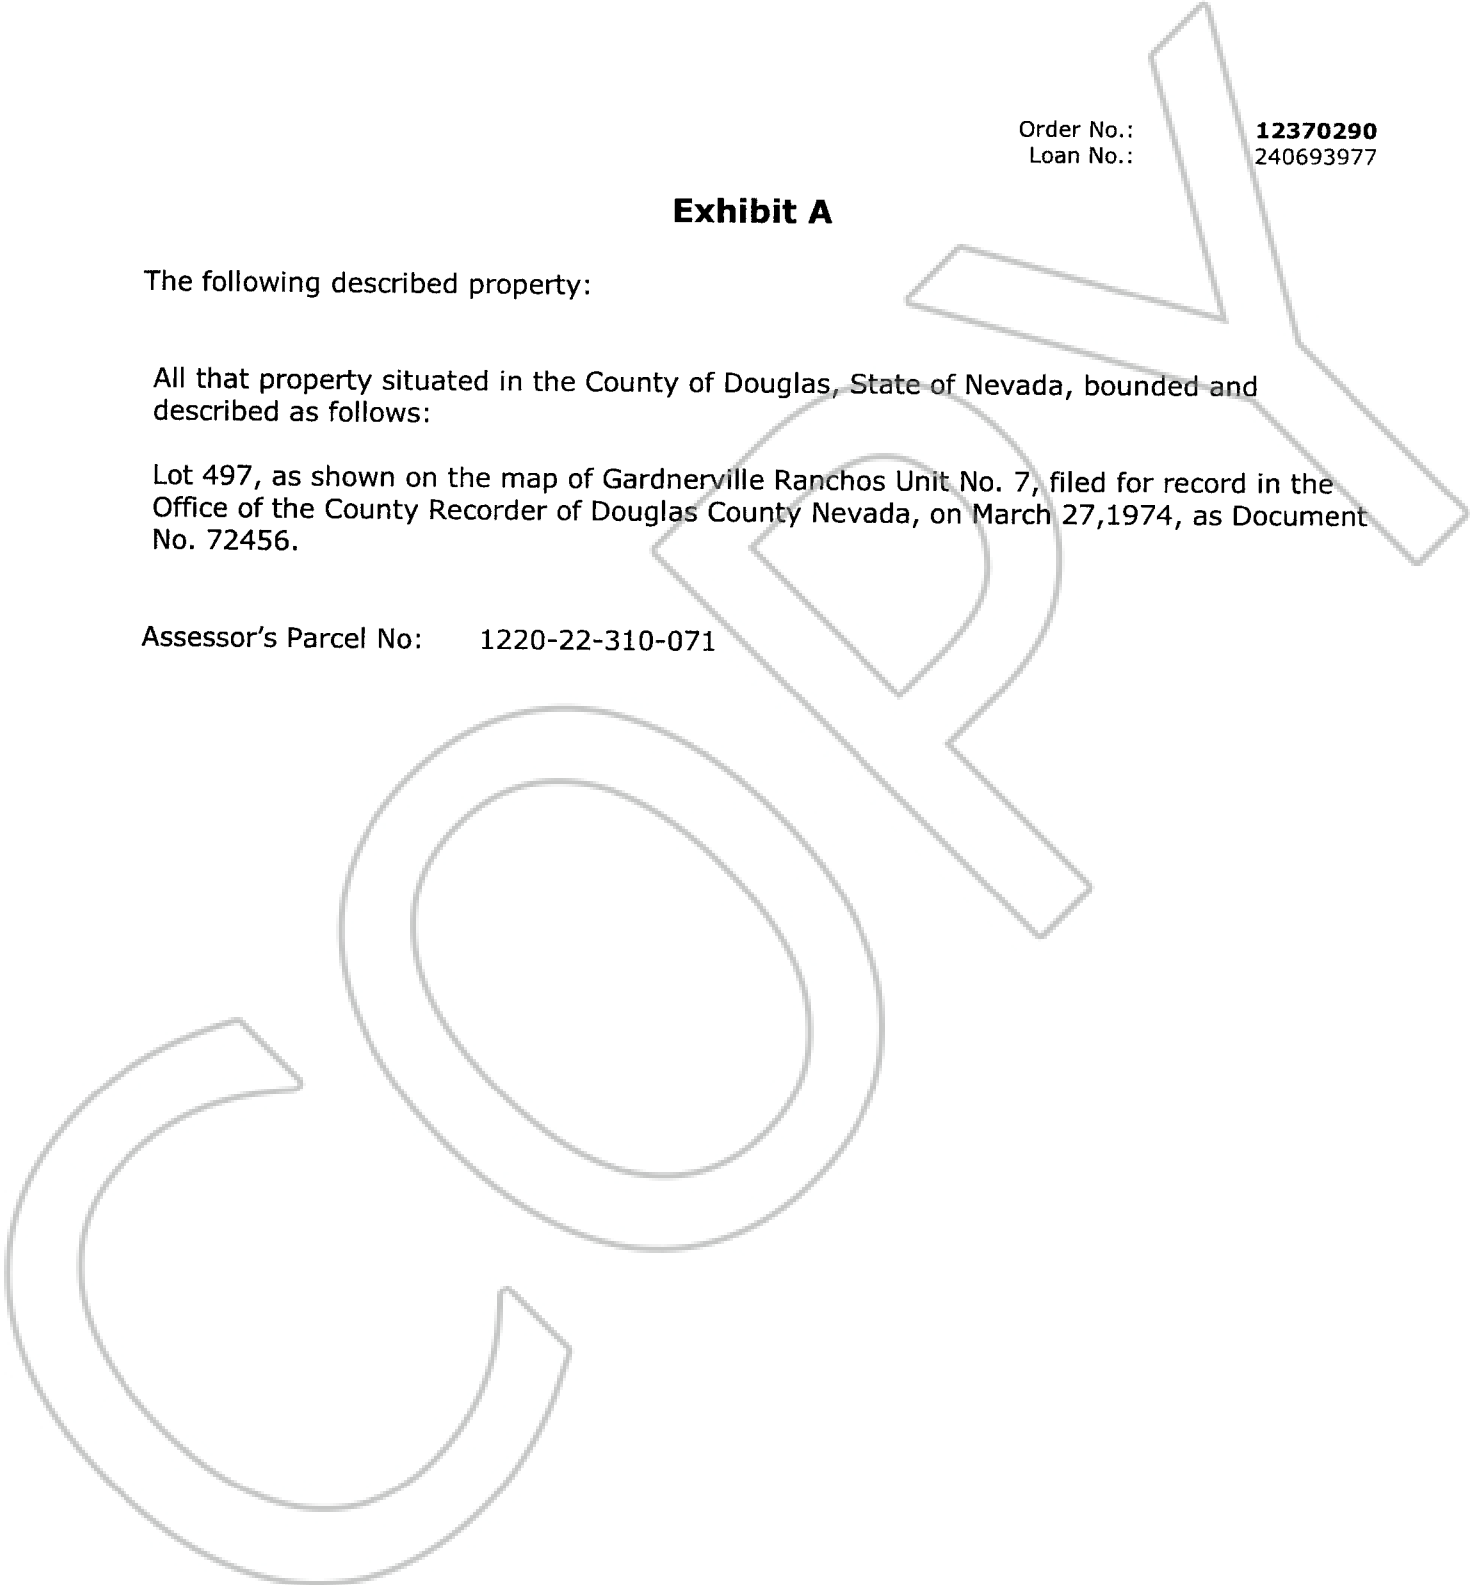 Order No.: 12370290
Loan No.: 240693977
Exhibit A
The following described property:
All that property situated in the County of Douglas, State of Nevada, bounded and
described as follows:
Lot 497, as shown on the map of Gardnerville Ranchos Unit No. 7, filed for record in the
Office of the County Recorder of Douglas County Nevada, on March 27,1974, as Document
No. 72456.
Assessor's Parcel No: 1220-22-310-071
COPY